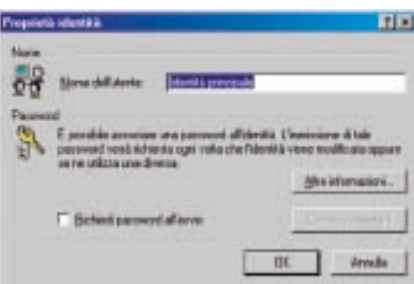 Proprietà identità
Nome
Nome dell'utente: Identità principale
Password
È possibile associare una password all'identità. L'immissione di tale
password verrà richiesta ogni volta che l'identità viene modificata oppure
se ne utilizza una diversa.
Altre informazioni...
Richiedi password all'avvio
OK Annulla